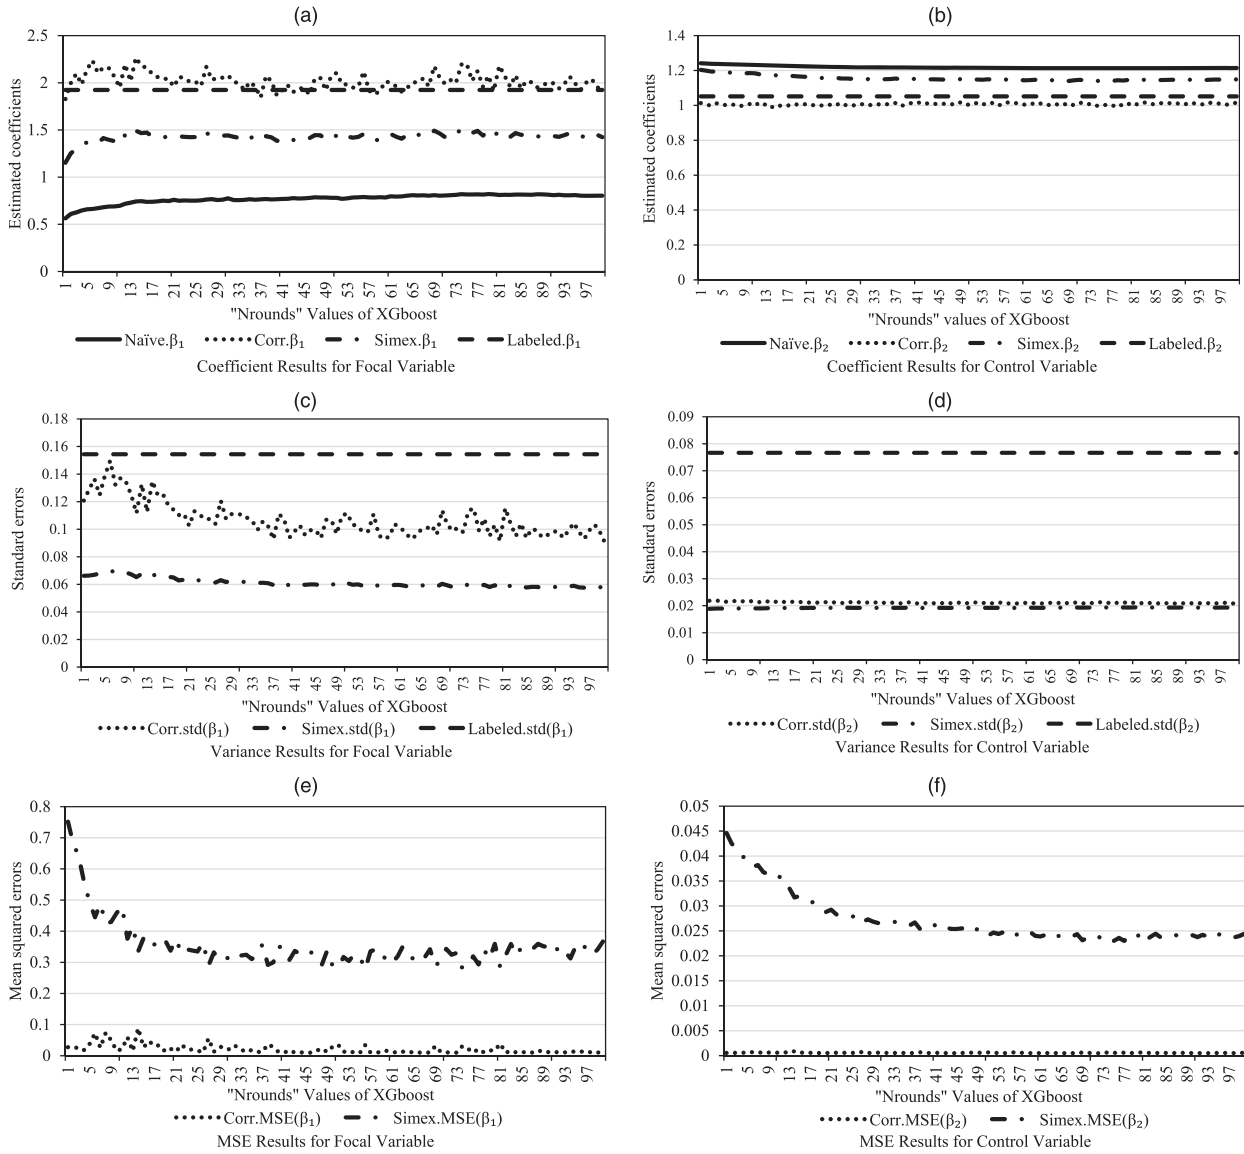 (a)
Estimated coefficients
2.5
2
1.5
1
0.5
0
1 5 9 13 17 21 25 29 33 37 41 45 49 53 57 61 65 69 73 77 81 85 89 93 97
"Nrounds" Values of XGboost
Naïve.β₁ Corr.β₁ Simex.β₁ Labeled.β₁
Coefficient Results for Focal Variable
(b)
Estimated coefficients
1.4
1.2
1
0.8
0.6
0.4
0.2
0
1 5 9 13 17 21 25 29 33 37 41 45 49 53 57 61 65 69 73 77 81 85 89 93 97
"Nrounds" values of XGboost
Naïve.β₂ Corr.β₂ Simex.β₂ Labeled.β₂
Coefficient Results for Control Variable
(c)
Standard errors
0.18
0.16
0.14
0.12
0.1
0.08
0.06
0.04
0.02
0
1 5 9 13 17 21 25 29 33 37 41 45 49 53 57 61 65 69 73 77 81 85 89 93 97
"Nrounds" Values of XGboost
Corr.std(β₁) Simex.std(β₁) Labeled.std(β₁)
Variance Results for Focal Variable
(d)
Standard errors
0.09
0.08
0.07
0.06
0.05
0.04
0.03
0.02
0.01
0
1 5 9 13 17 21 25 29 33 37 41 45 49 53 57 61 65 69 73 77 81 85 89 93 97
"Nrounds" Values of XGboost
Corr.std(β₂) Simex.std(β₂) Labeled.std(β₂)
Variance Results for Control Variable
(e)
Mean squared errors
0.8
0.7
0.6
0.5
0.4
0.3
0.2
0.1
0
1 5 9 13 17 21 25 29 33 37 41 45 49 53 57 61 65 69 73 77 81 85 89 93 97
"Nrounds" Values of XGboost
Corr.MSE(β₁) Simex.MSE(β₁)
MSE Results for Focal Variable
(f)
Mean squared errors
0.05
0.045
0.04
0.035
0.03
0.025
0.02
0.015
0.01
0.005
0
1 5 9 13 17 21 25 29 33 37 41 45 49 53 57 61 65 69 73 77 81 85 89 93 97
"Nrounds" Values of XGboost
Corr.MSE(β₂) Simex.MSE(β₂)
MSE Results for Control Variable